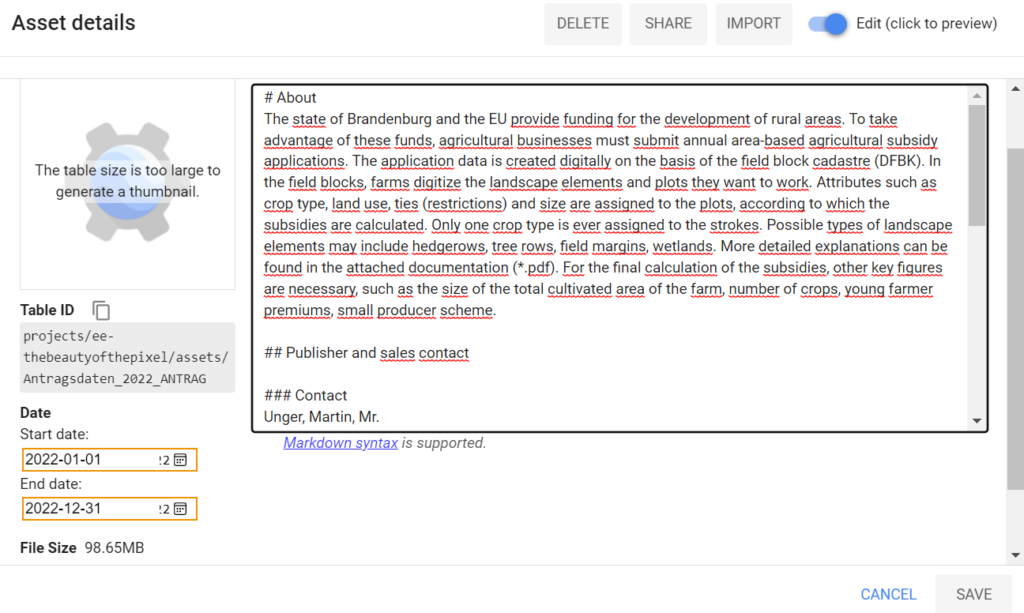 Asset details
DELETE
SHARE
IMPORT
Edit (click to preview)
The table size is too large to
generate a thumbnail.
Table ID
projects/ee-
thebeautyofthepixel/assets/
Antragsdaten_2022_ANTRAG
Date
Start date:
2022-01-01
End date:
2022-12-31
File Size 98.65MB
# About
The state of Brandenburg and the EU provide funding for the development of rural areas. To take
advantage of these funds, agricultural businesses must submit annual area-based agricultural subsidy
applications. The application data is created digitally on the basis of the field block cadastre (DFBK). In
the field blocks, farms digitize the landscape elements and plots they want to work. Attributes such as
crop type, land use, ties (restrictions) and size are assigned to the plots, according to which the
subsidies are calculated. Only one crop type is ever assigned to the strokes. Possible types of landscape
elements may include hedgerows, tree rows, field margins, wetlands. More detailed explanations can be
found in the attached documentation (*.pdf). For the final calculation of the subsidies, other key figures
are necessary, such as the size of the total cultivated area of the farm, number of crops, young farmer
premiums, small producer scheme.
## Publisher and sales contact
### Contact
Unger, Martin, Mr.
Markdown syntax is supported.
CANCEL
SAVE